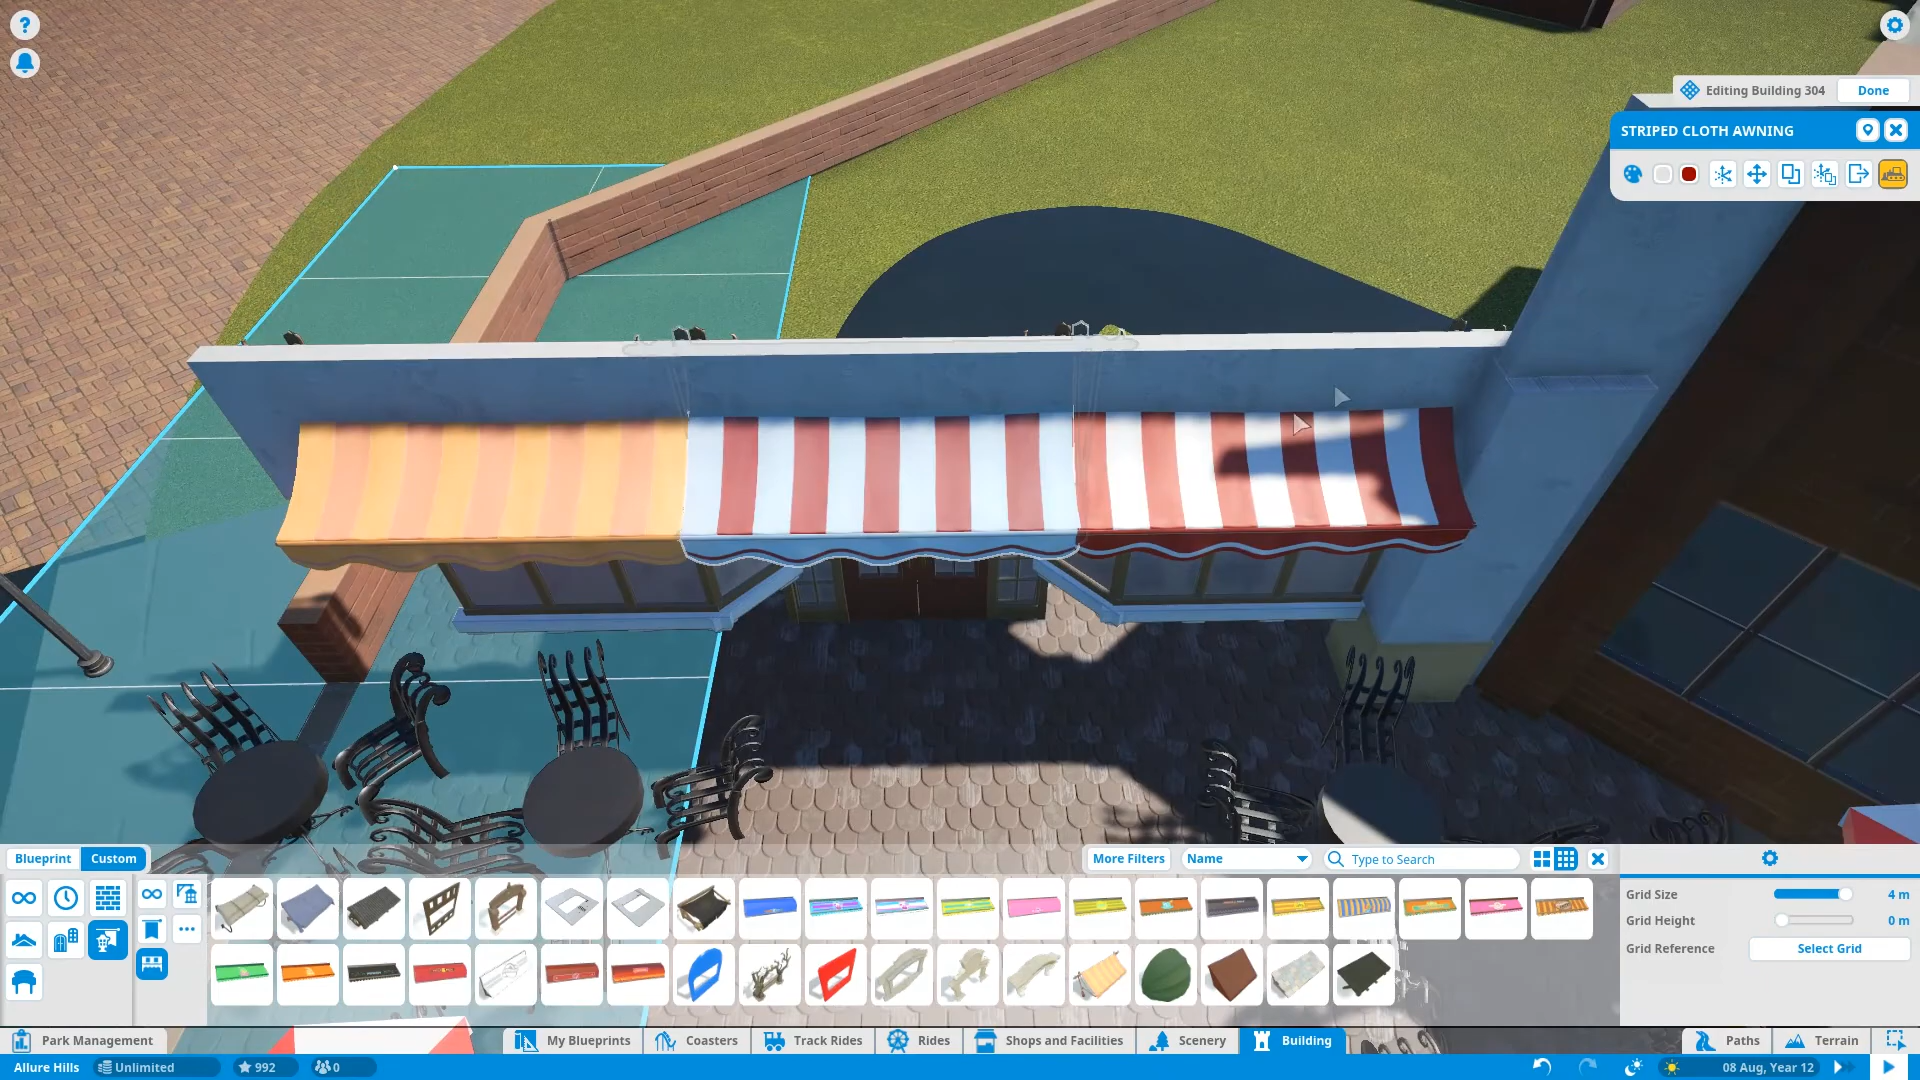 ?
Editing Building 304
Done
STRIPED CLOTH AWNING
Blueprint
Custom
More Filters
Name
Type to Search
Grid Size
4 m
Grid Height
0 m
Grid Reference
Select Grid
Park Management
My Blueprints
Coasters
Track Rides
Rides
Shops and Facilities
Scenery
Building
Paths
Terrain
Allure Hills
Unlimited
992
0
08 Aug, Year 12